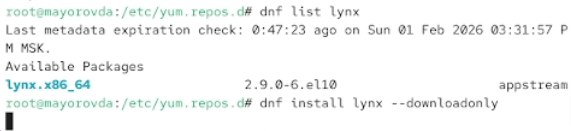 root@mayorovda:/etc/yum.repos.d# dnf list lynx
Last metadata expiration check: 0:47:23 ago on Sun 01 Feb 2026 03:31:57 P
M MSK.
Available Packages
lynx.x86_64 2.9.0-6.el10 appstream
root@mayorovda:/etc/yum.repos.d# dnf install lynx --downloadonly